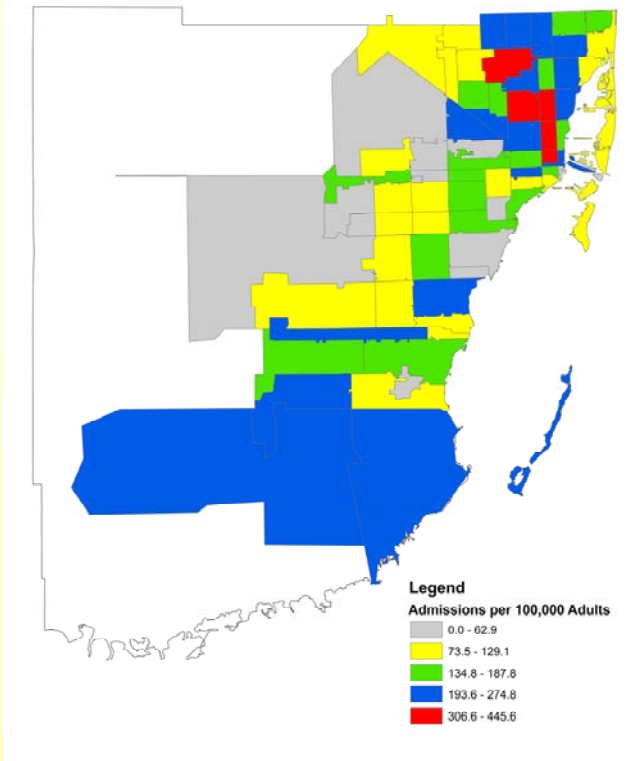 Legend
Admissions per 100,000 Adults
0.0 - 62.9
73.5 - 129.1
134.8 - 187.8
193.6 - 274.8
306.6 - 445.6